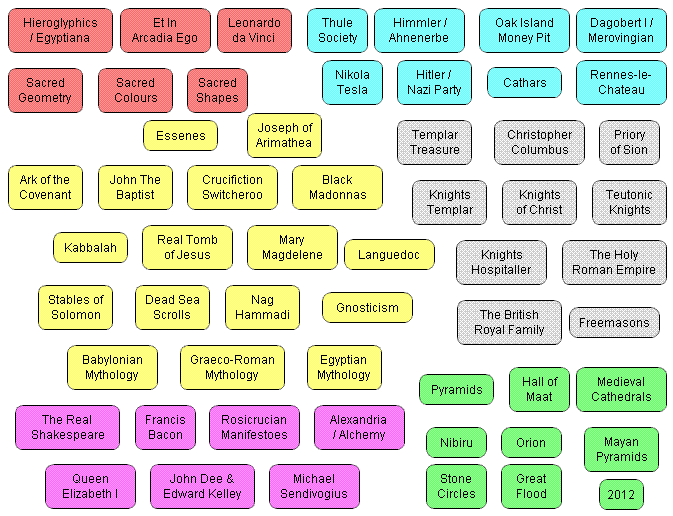 Hieroglyphics
/ Egyptiana
Et In
Arcadia Ego
Leonardo
da Vinci
Thule
Society
Himmler /
Ahnenerbe
Oak Island
Money Pit
Dagobert I /
Merovingian
Sacred
Geometry
Sacred
Colours
Sacred
Shapes
Nikola
Tesla
Hitler /
Nazi Party
Cathars
Rennes-le-
Chateau
Essenes
Joseph of
Arimathea
Templar
Treasure
Christopher
Columbus
Priory
of Sion
Ark of the
Covenant
John The
Baptist
Crucifiction
Switcheroo
Black
Madonnas
Knights
Templar
Knights
of Christ
Teutonic
Knights
Kabbalah
Real Tomb
of Jesus
Mary
Magdelene
Languedoc
Knights
Hospitaller
The Holy
Roman Empire
Stables of
Solomon
Dead Sea
Scrolls
Nag
Hammadi
Gnosticism
The British
Royal Family
Freemasons
Babylonian
Mythology
Graeco-Roman
Mythology
Egyptian
Mythology
Pyramids
Hall of
Maat
Medieval
Cathedrals
The Real
Shakespeare
Francis
Bacon
Rosicrucian
Manifestoes
Alexandria
/ Alchemy
Nibiru
Orion
Mayan
Pyramids
Queen
Elizabeth I
John Dee &
Edward Kelley
Michael
Sendivogius
Stone
Circles
Great
Flood
2012